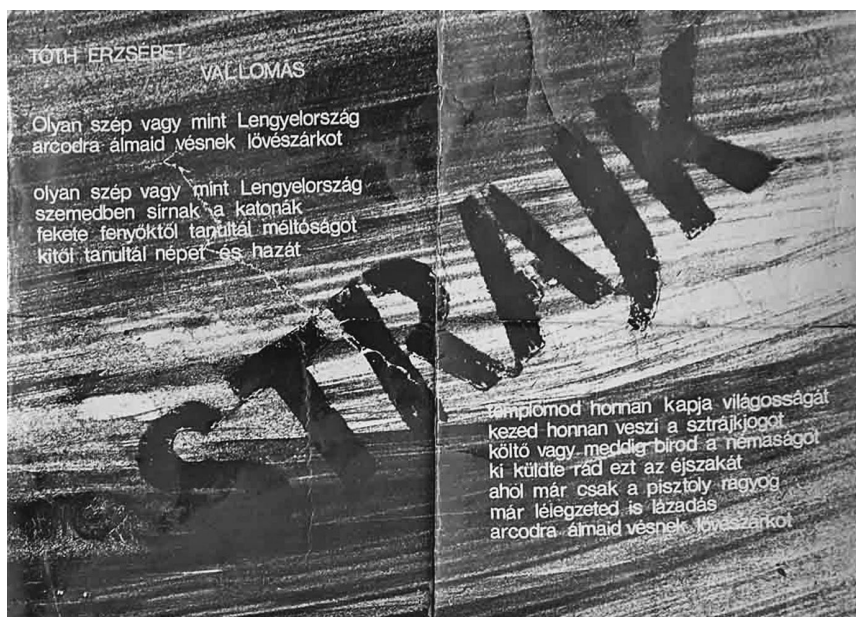 TÓTH ERZSÉBET
VALLOMÁS
Olyan szép vagy mint Lengyelország
arcodra álmaid vésnek lövészárkot
olyan szép vagy mint Lengyelország
szemedben sirnak a katonák
fekete fenyőktől tanultál méltóságot
kitől tanultál népet és hazát
STRAJK
templomod honnan kapja világosságát
kezed honnan veszi a sztrájkjogot
költő vagy meddig birod a némaságot
ki küldte rád ezt az éjszakát
ahol már csak a pisztoly ragyog
már lélegzeted is lázadás
arcodra álmaid vésnek lövészárkot